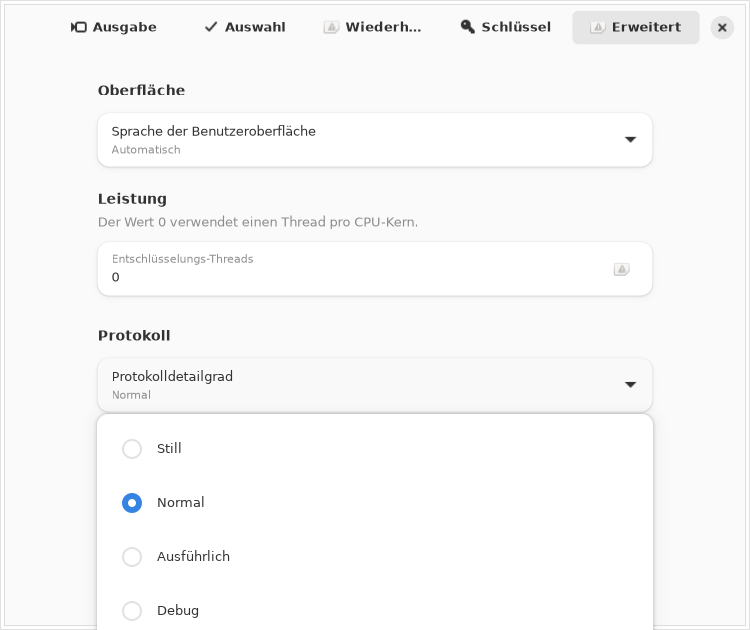 Ausgabe
Auswahl
Wiederh...
Schlüssel
Erweitert
Oberfläche
Sprache der Benutzeroberfläche
Automatisch
Leistung
Der Wert 0 verwendet einen Thread pro CPU-Kern.
Entschlüsselungs-Threads
0
Protokoll
Protokolldetailgrad
Normal
Still
Normal
Ausführlich
Debug